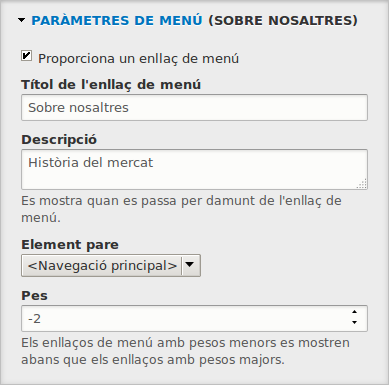 PARÀMETRES DE MENÚ (SOBRE NOSALTRES)
Proporciona un enllaç de menú
Títol de l'enllaç de menú
Sobre nosaltres
Descripció
Història del mercat
Es mostra quan es passa per damunt de l'enllaç de
menú.
Element pare
<Navegació principal>
Pes
-2
Els enllaços de menú amb pesos menors es mostren
abans que els enllaços amb pesos majors.